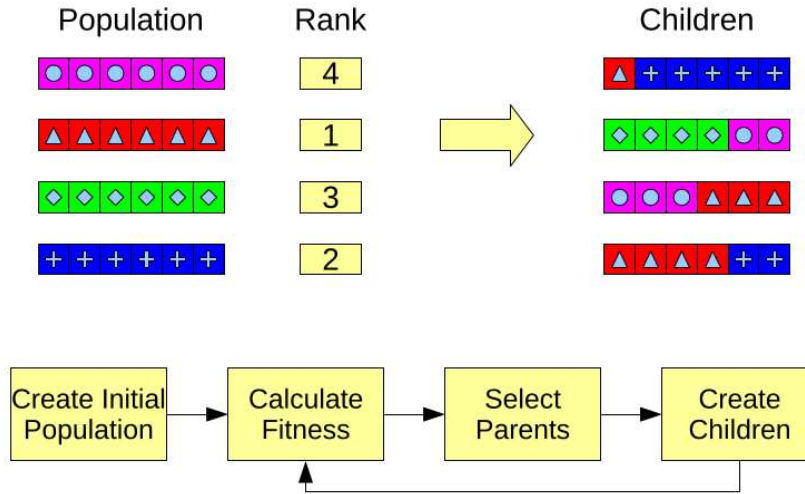 Population Rank Children
4
1
3
2
Create Initial
Population
Calculate
Fitness
Select
Parents
Create
Children